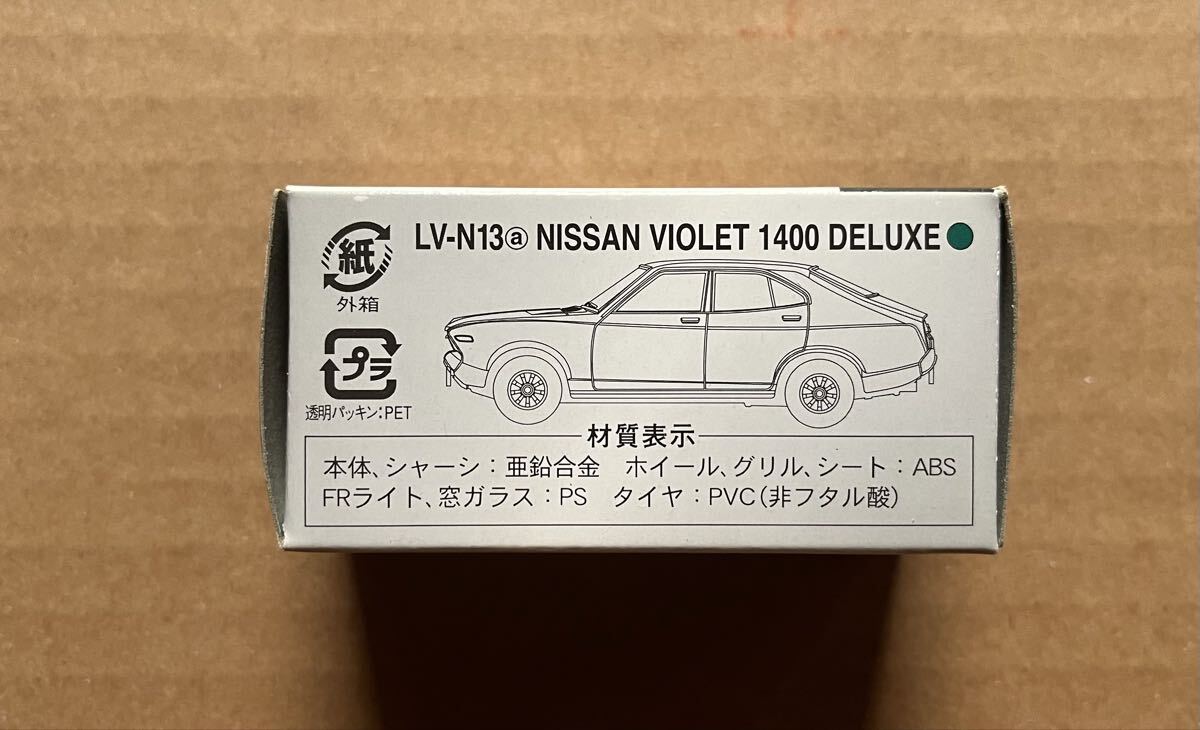 LV-N13ⓐ NISSAN VIOLET 1400 DELUXE
紙
外箱
プラ
透明パッキン:PET
材質表示
本体、シャーシ:亜鉛合金 ホイール、グリル、シート:ABS
FRライト、窓ガラス:PS タイヤ:PVC(非フタル酸)